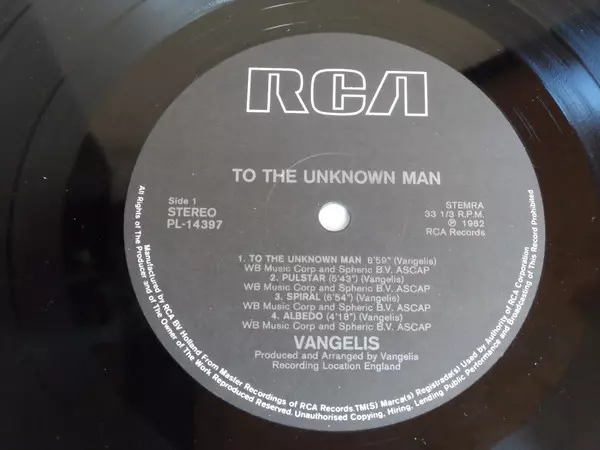 RCA
TO THE UNKNOWN MAN
Side 1
STEREO
PL-14397
STEMRA
33 1/3 R.P.M.
℗ 1982
RCA Records
1. TO THE UNKNOWN MAN 8'59" (Vangelis)
WB Music Corp and Spheric B.V. ASCAP
2. PULSTAR (5'43") (Vangelis)
WB Music Corp and Spheric B.V. ASCAP
3. SPIRAL (6'54") (Vangelis)
WB Music Corp and Spheric B.V. ASCAP
4. ALBEDO (4'18") (Vangelis)
WB Music Corp and Spheric B.V. ASCAP
VANGELIS
Produced and Arranged by Vangelis
Recording Location England
Manufactured by RCA BV Holland From Master Recordings of RCA Records.TM(S) Marca(s) Registrada(s) Used by Authority of RCA Corporation
All Rights of The Producer and of The Owner of The Work Reproduced Reserved. Unauthorised Copying, Hiring, Lending Public Performance and Broadcasting of This Record Prohibited